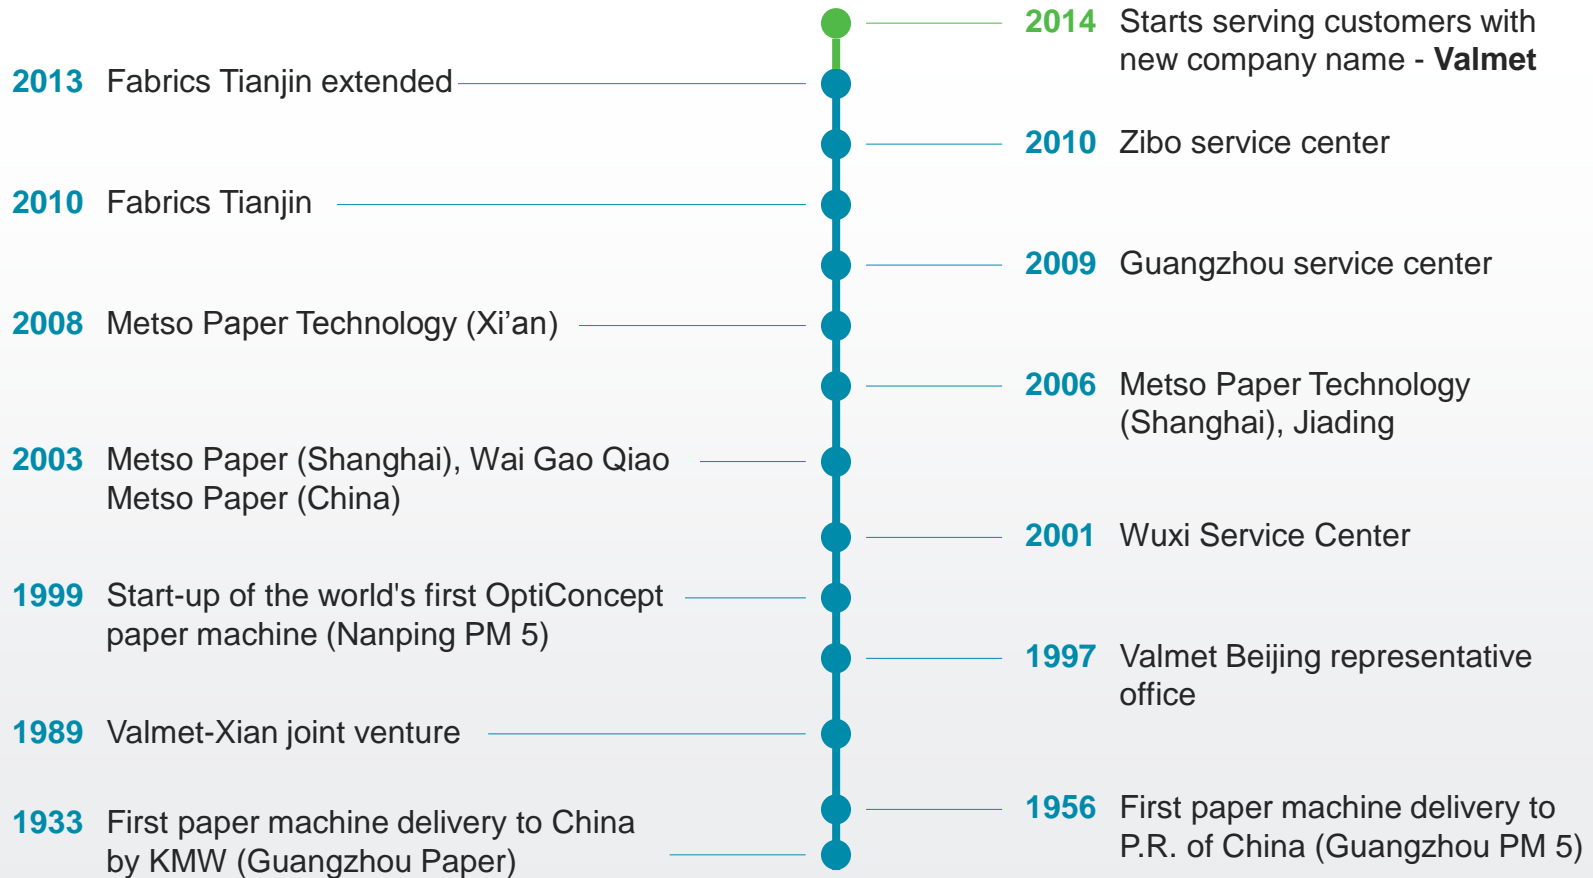 2014 Starts serving customers with
new company name - Valmet
2013 Fabrics Tianjin extended
2010 Zibo service center
2010 Fabrics Tianjin
2009 Guangzhou service center
2008 Metso Paper Technology (Xi’an)
2006 Metso Paper Technology
(Shanghai), Jiading
2003 Metso Paper (Shanghai), Wai Gao Qiao
Metso Paper (China)
2001 Wuxi Service Center
1999 Start-up of the world's first OptiConcept
paper machine (Nanping PM 5)
1997 Valmet Beijing representative
office
1989 Valmet-Xian joint venture
1956 First paper machine delivery to
P.R. of China (Guangzhou PM 5)
1933 First paper machine delivery to China
by KMW (Guangzhou Paper)